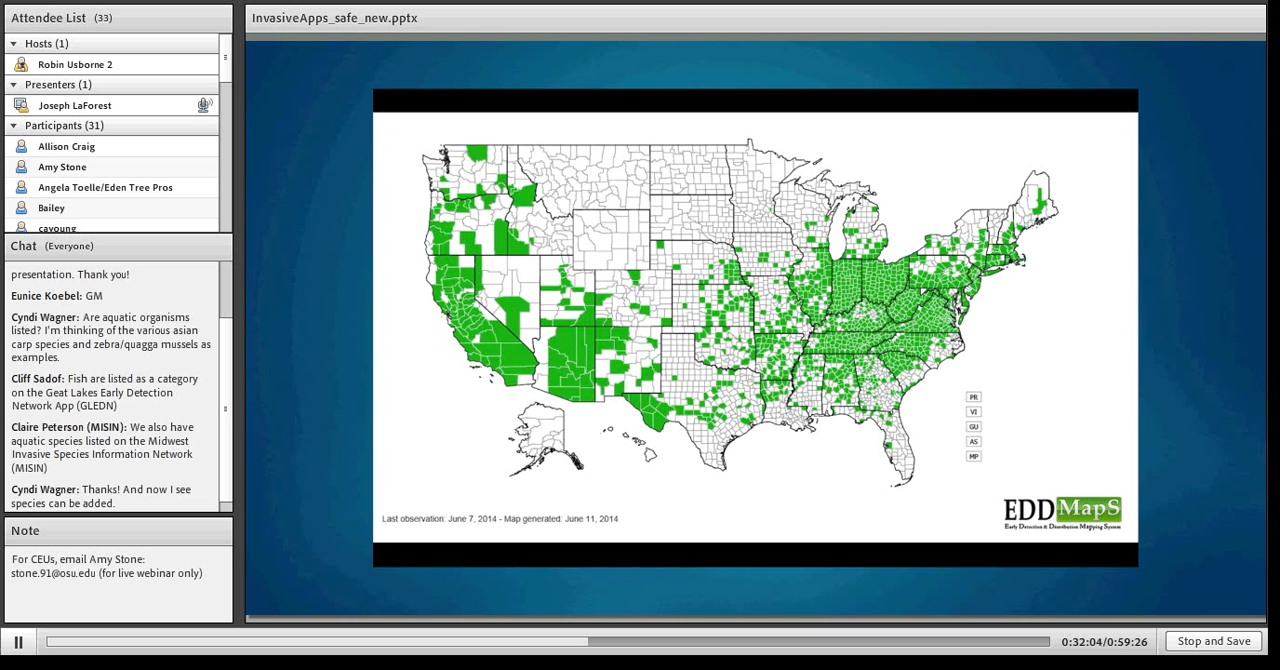 Attendee List (33)
Hosts (1)
Robin Usborne 2
Presenters (1)
Joseph LaForest
Participants (31)
Allison Craig
Amy Stone
Angela Toelle/Eden Tree Pros
Bailey
cayoung
Chat (Everyone)
presentation. Thank you!
Eunice Koebel: GM
Cyndi Wagner: Are aquatic organisms
listed? I'm thinking of the various asian
carp species and zebra/quagga mussels as
examples.
Cliff Sadof: Fish are listed as a category
on the Geat Lakes Early Detection
Network App (GLEDN)
Claire Peterson (MISIN): We also have
aquatic species listed on the Midwest
Invasive Species Information Network
(MISIN)
Cyndi Wagner: Thanks! And now I see
species can be added.
Note
For CEUs, email Amy Stone:
stone.91@osu.edu (for live webinar only)
InvasiveApps_safe_new.pptx
PR
VI
GU
AS
MP
Last observation: June 7, 2014 - Map generated: June 11, 2014
EDDMapS
Early Detection & Distribution Mapping System
0:32:04/0:59:26
Stop and Save